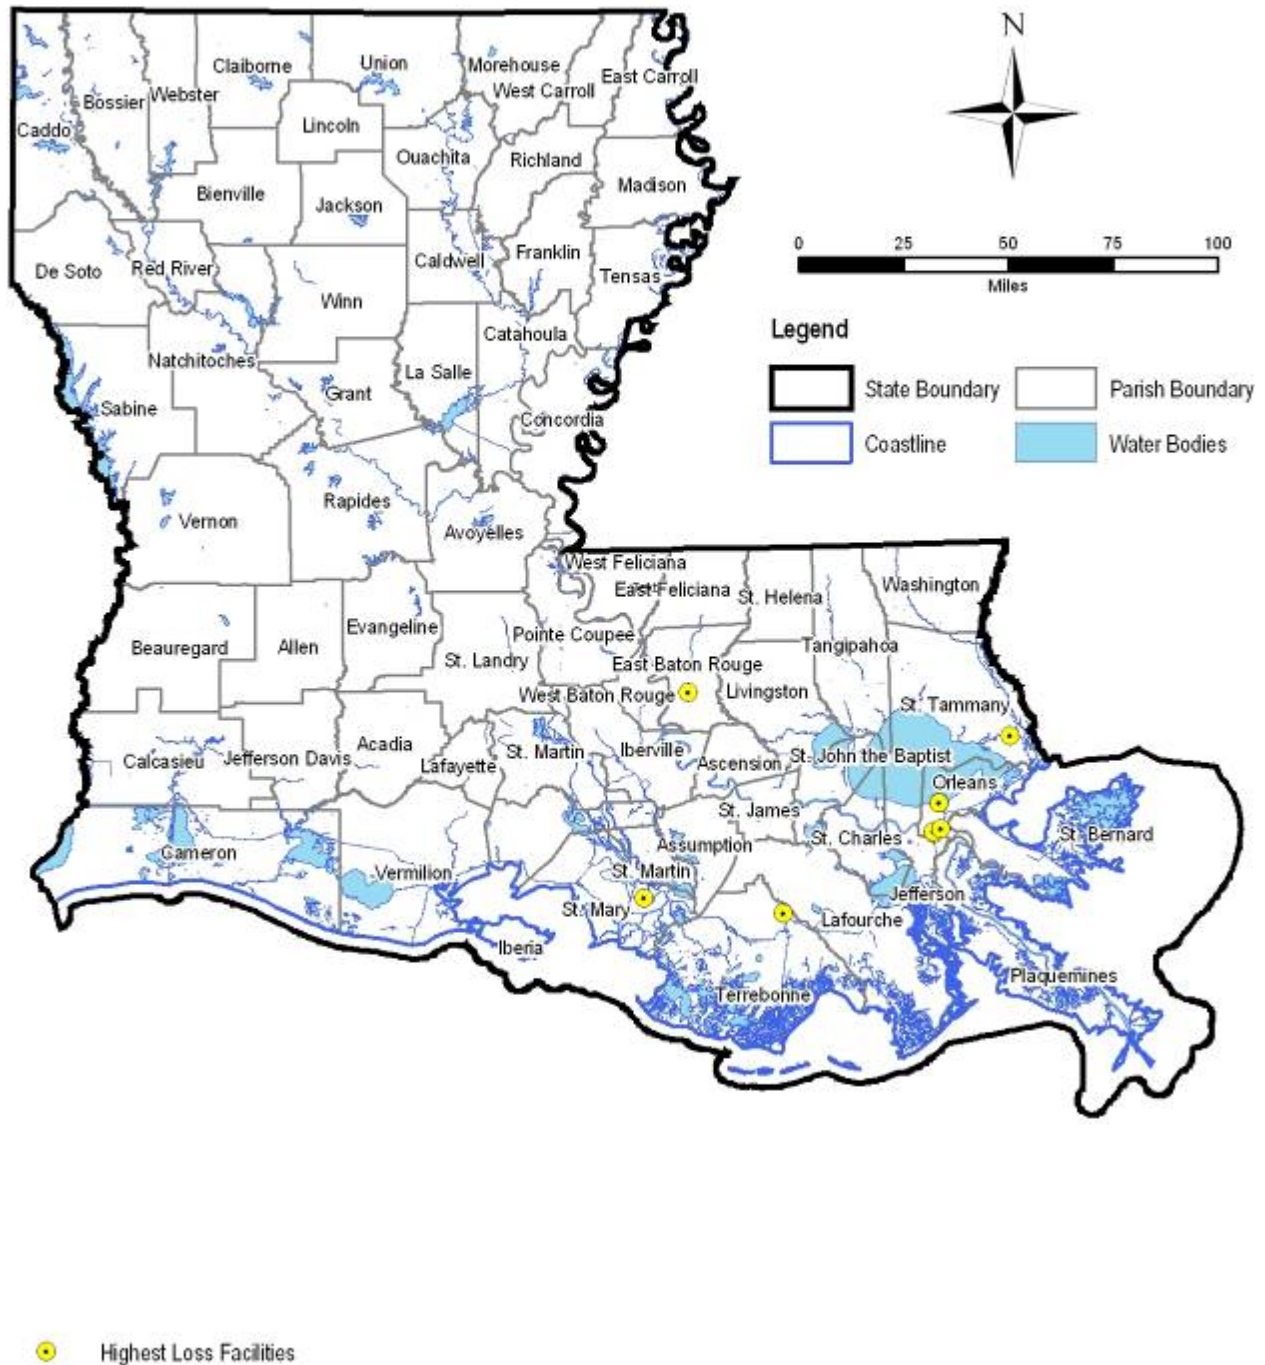 N
0 25 50 75 100
Miles
Legend
State Boundary
Parish Boundary
Coastline
Water Bodies
Claiborne
Union
Morehouse
West Carroll
East Carroll
Bossier
Webster
Caddo
Lincoln
Ouachita
Richland
Madison
Bienville
Jackson
De Soto
Red River
Caldwell
Franklin
Tensas
Winn
Catahoula
Natchitoches
La Salle
Grant
Sabine
Concordia
Rapides
Vernon
Avoyelles
West Feliciana
East Feliciana
St. Helena
Washington
Beauregard
Allen
Evangeline
Pointe Coupee
Tangipahoa
St. Landry
East Baton Rouge
West Baton Rouge
Livingston
St. Tammany
Calcasieu
Jefferson Davis
Acadia
Lafayette
St. Martin
Iberville
Ascension
St. John the Baptist
Orleans
St. James
St. Charles
St. Bernard
Cameron
Vermilion
Assumption
St. Martin
St. Mary
Jefferson
Lafourche
Iberia
Terrebonne
Plaquemines
Highest Loss Facilities